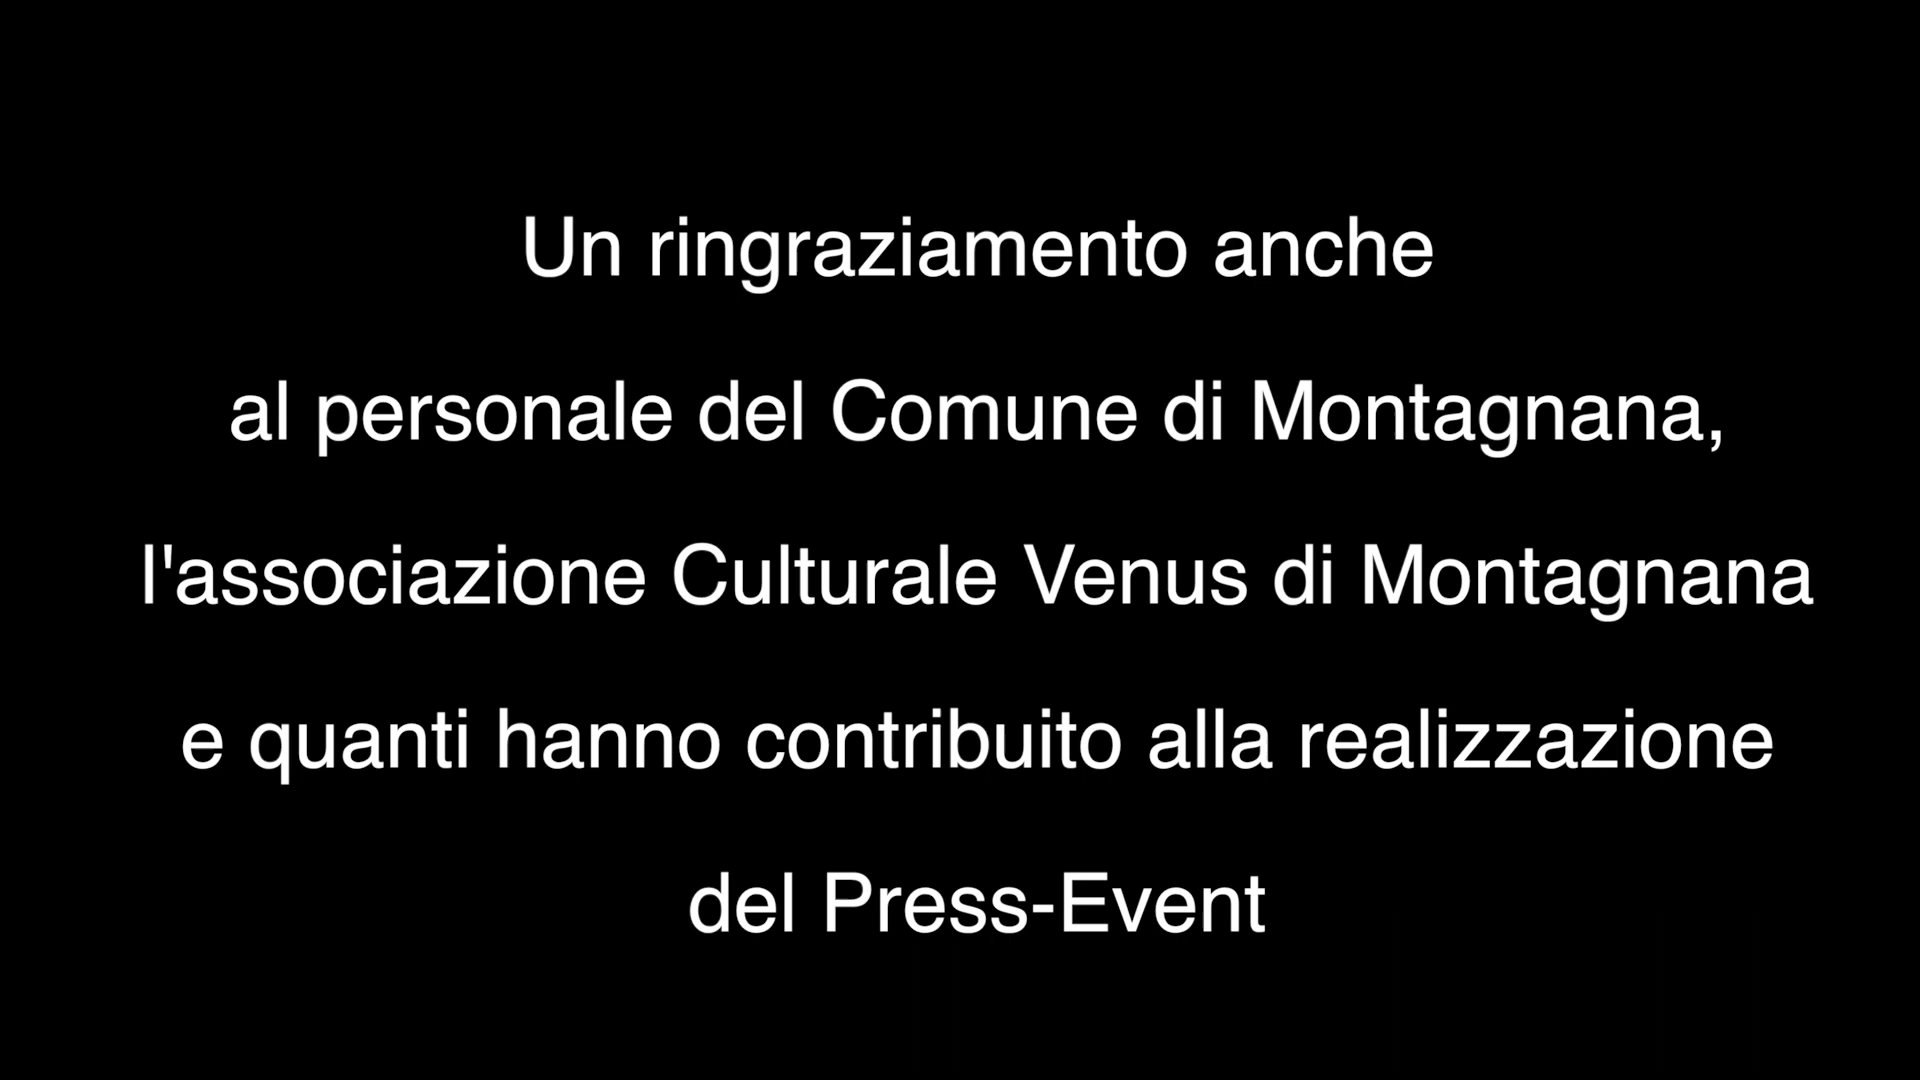 Un ringraziamento anche
al personale del Comune di Montagnana,
l'associazione Culturale Venus di Montagnana
e quanti hanno contribuito alla realizzazione
del Press-Event